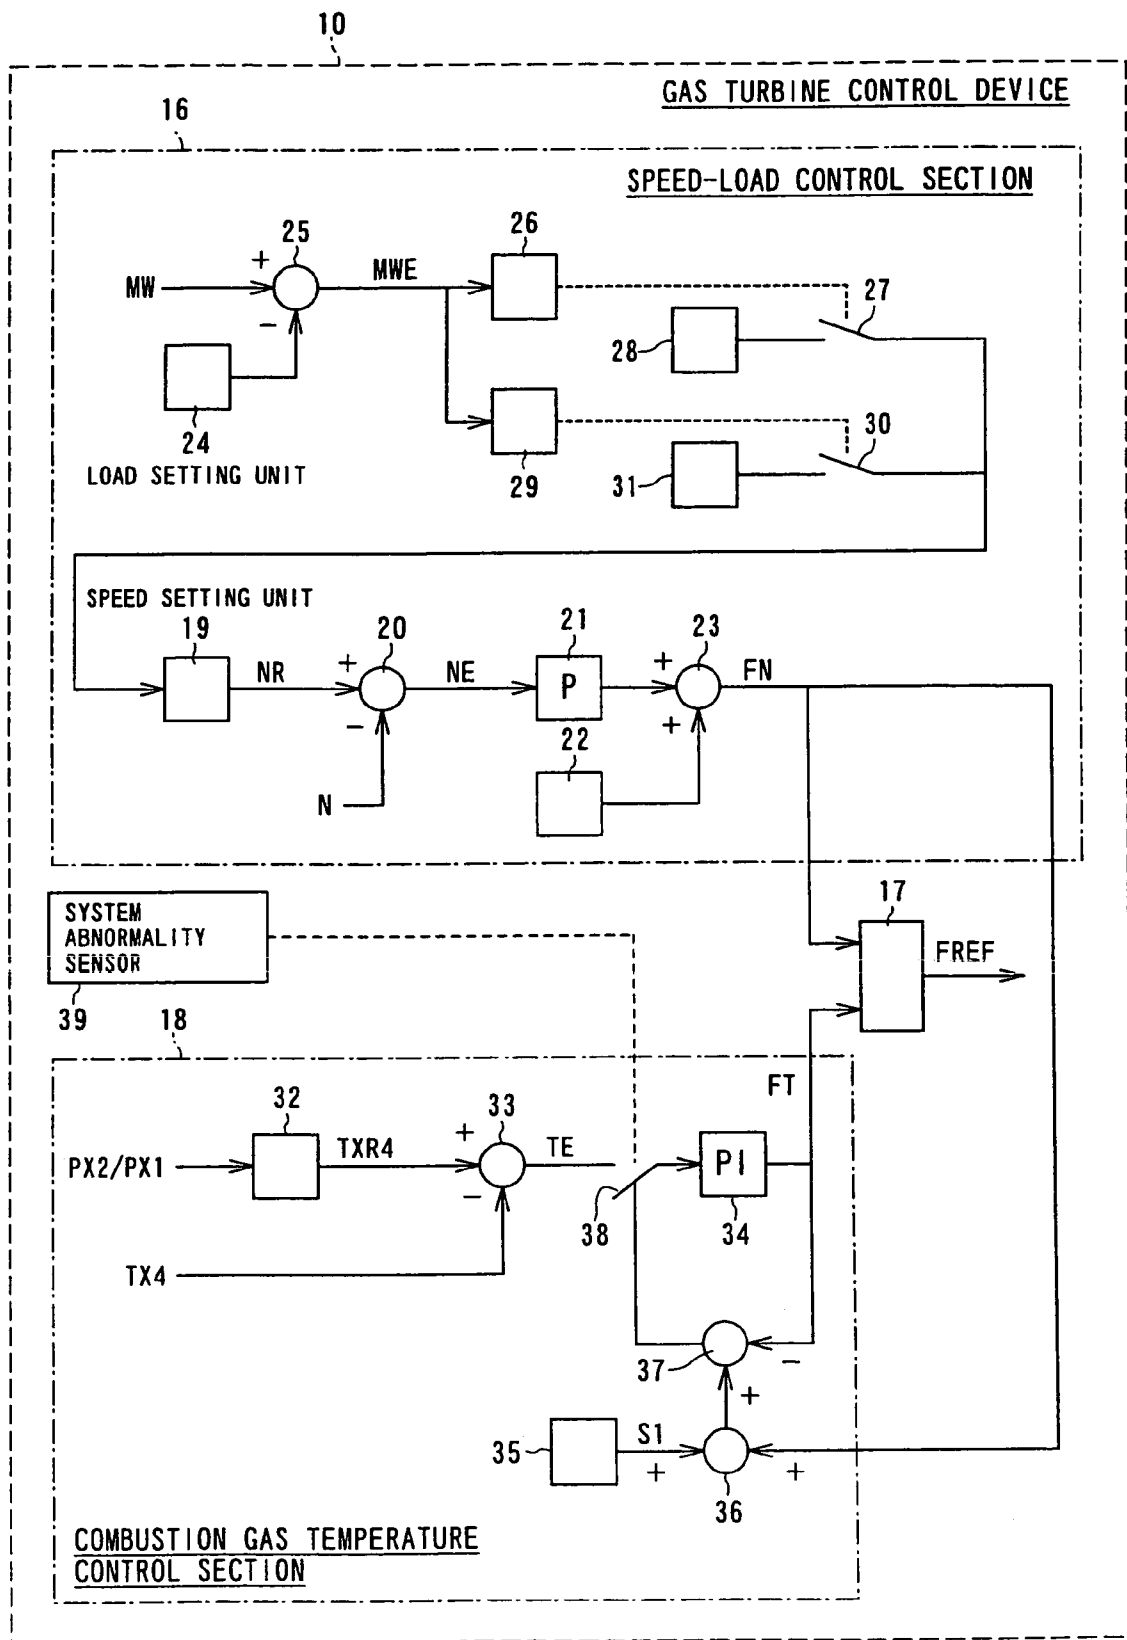 10
GAS TURBINE CONTROL DEVICE
16
SPEED-LOAD CONTROL SECTION
25
26
MW
+
−
MWE
27
28
24
LOAD SETTING UNIT
29
30
31
SPEED SETTING UNIT
19
NR
20
+
−
NE
21
P
23
+
+
FN
22
N
SYSTEM
ABNORMALITY
SENSOR
39
17
FREF
18
FT
32
33
PX2/PX1
TXR4
+
−
TE
38
PI
34
TX4
37
−
+
35
S1
+
36
+
COMBUSTION GAS TEMPERATURE
CONTROL SECTION